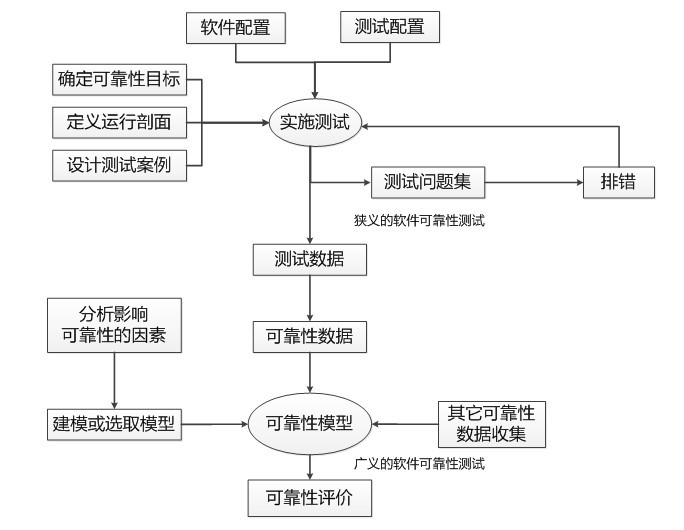 软件配置
测试配置
确定可靠性目标
定义运行剖面
设计测试案例
实施测试
测试问题集
排错
狭义的软件可靠性测试
测试数据
分析影响
可靠性的因素
可靠性数据
建模或选取模型
可靠性模型
其它可靠性
数据收集
广义的软件可靠性测试
可靠性评价